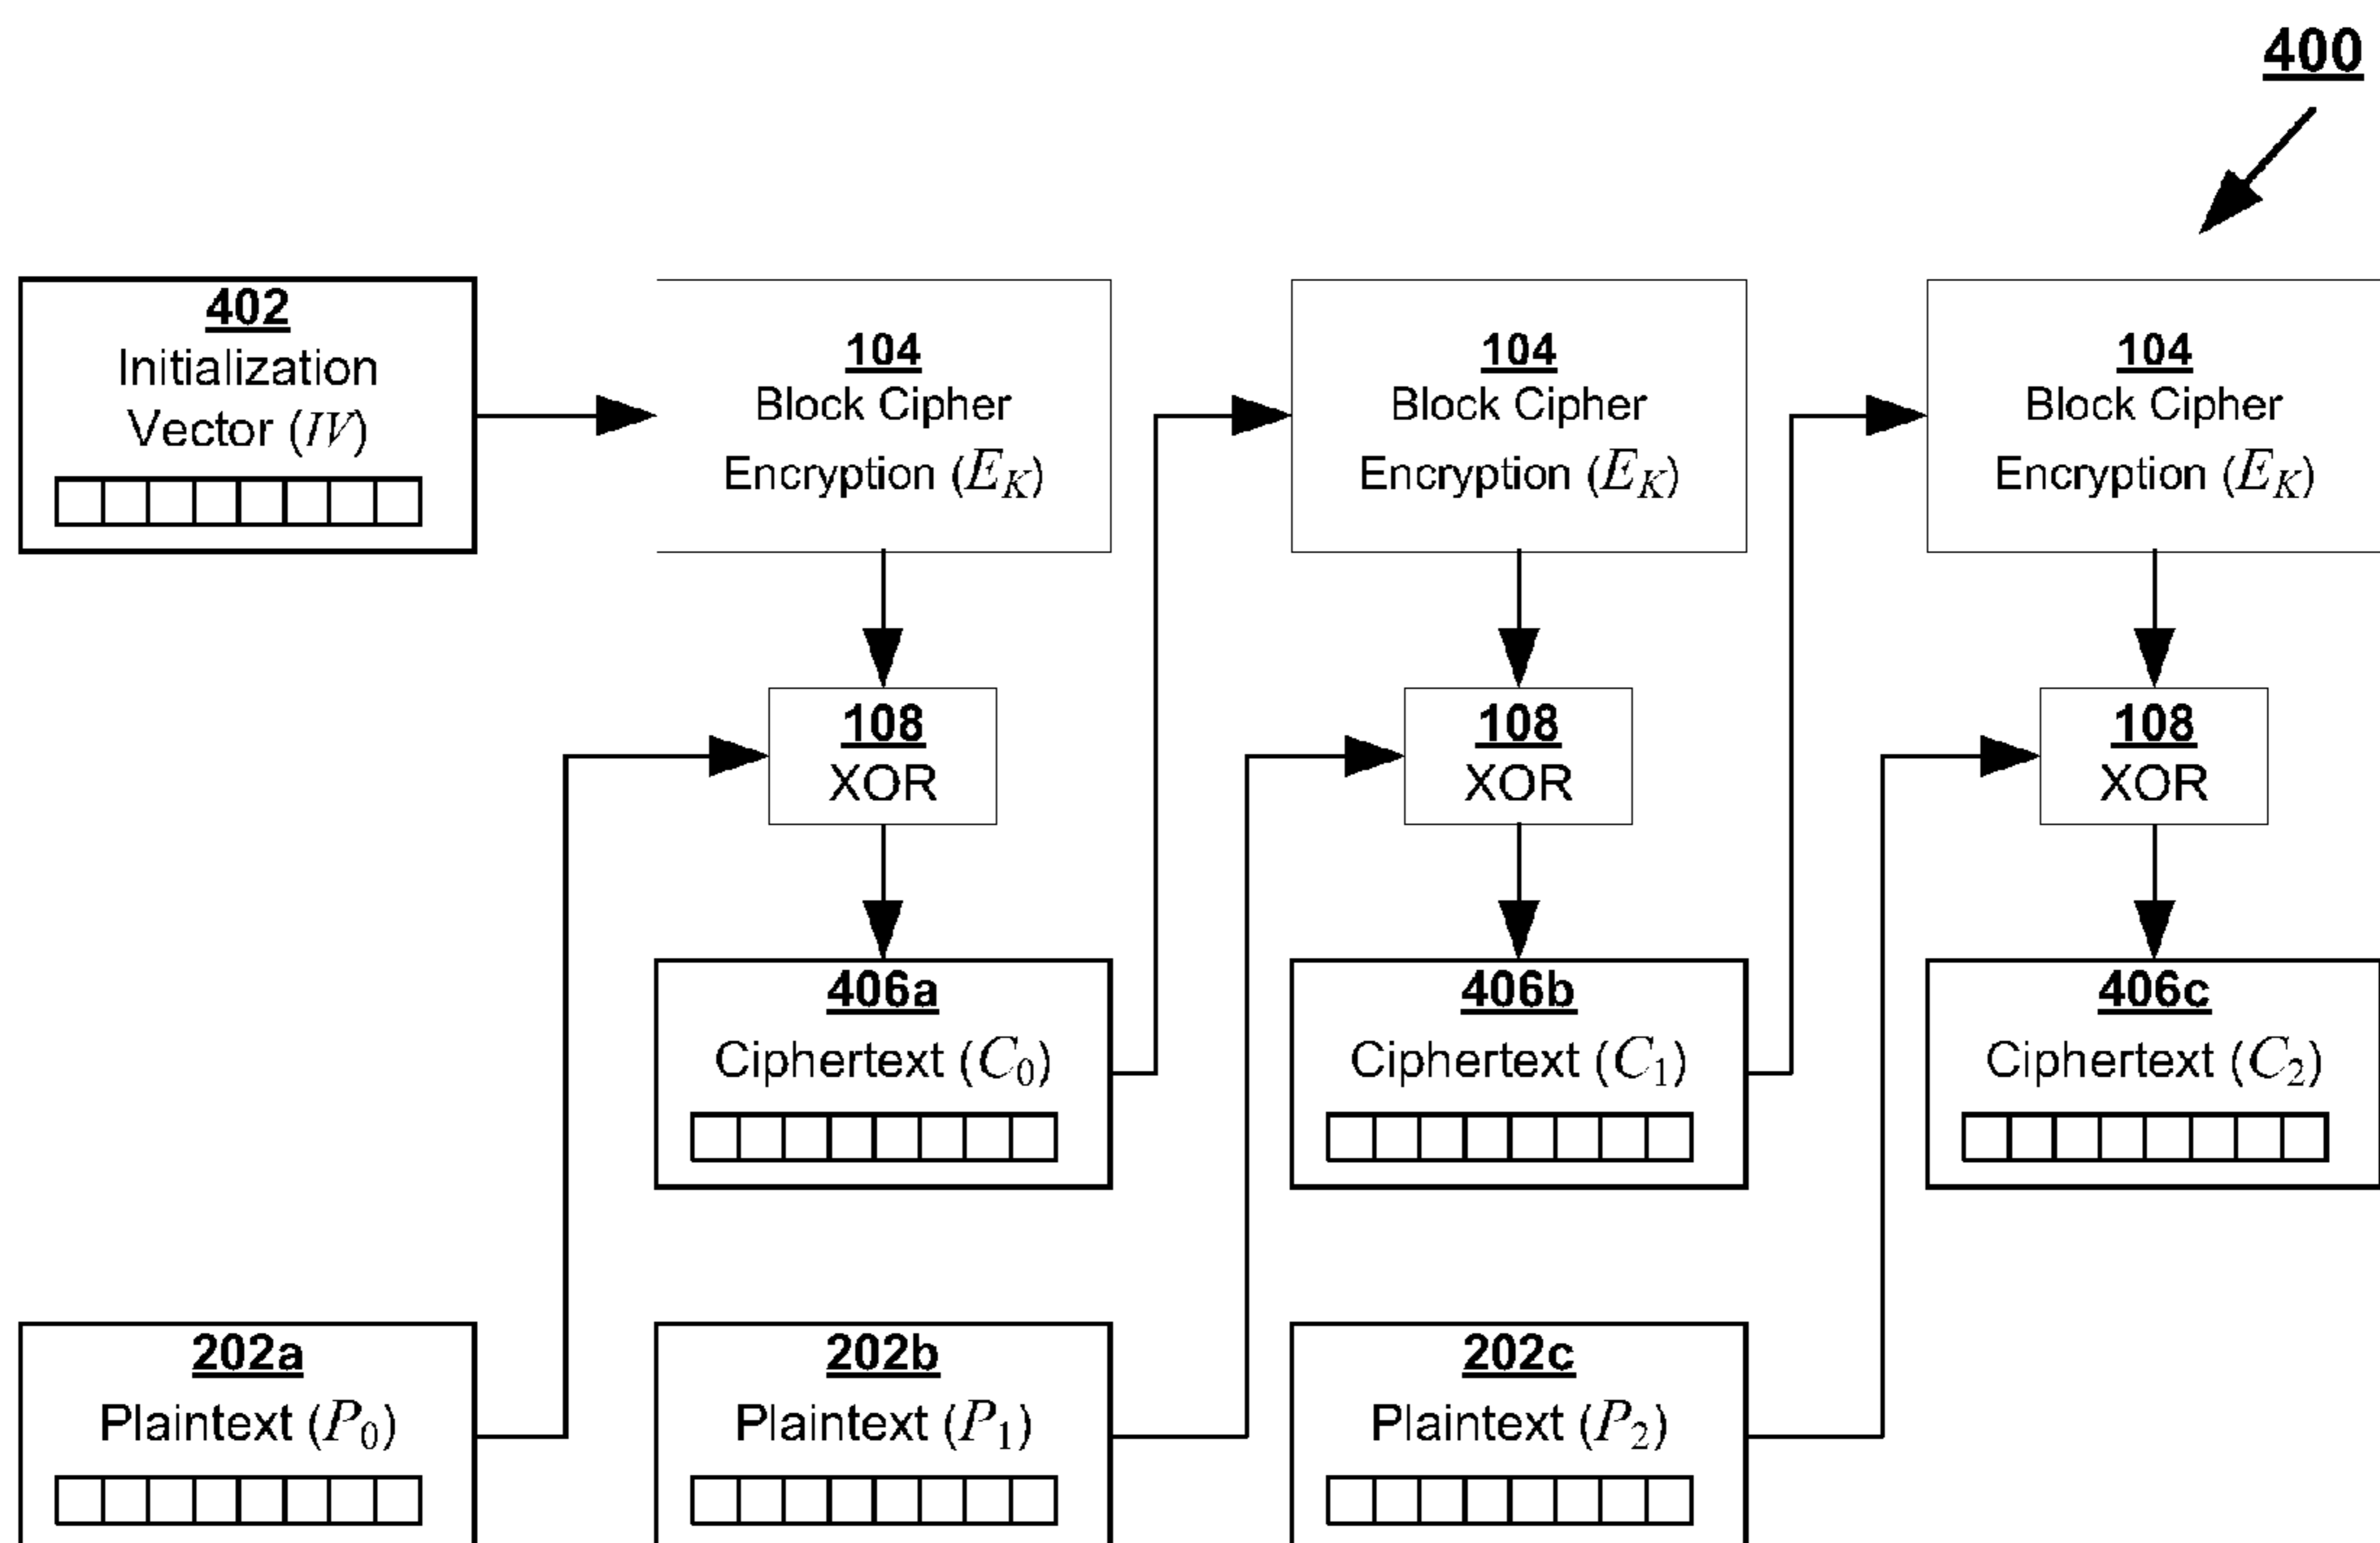 400
402
Initialization
Vector (IV)
104
Block Cipher
Encryption (E_K)
104
Block Cipher
Encryption (E_K)
104
Block Cipher
Encryption (E_K)
108
XOR
108
XOR
108
XOR
406a
Ciphertext (C_0)
406b
Ciphertext (C_1)
406c
Ciphertext (C_2)
202a
Plaintext (P_0)
202b
Plaintext (P_1)
202c
Plaintext (P_2)